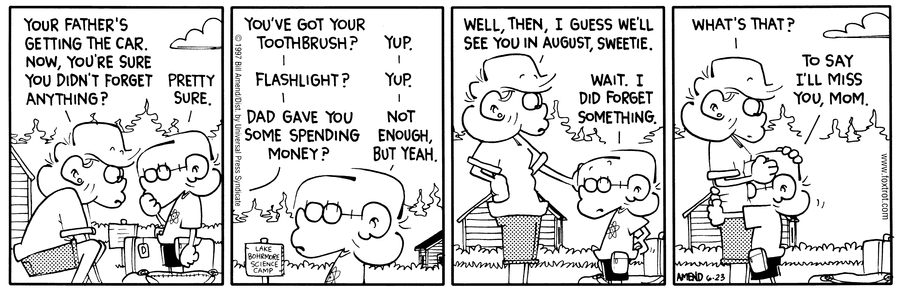 YOUR FATHER'S
GETTING THE CAR.
NOW, YOU'RE SURE
YOU DIDN'T FORGET
ANYTHING?
PRETTY
SURE.
© 1997 Bill Amend/Dist. by Universal Press Syndicate
YOU'VE GOT YOUR
TOOTHBRUSH?
YUP.
FLASHLIGHT?
YUP.
DAD GAVE YOU
SOME SPENDING
MONEY?
NOT
ENOUGH,
BUT YEAH.
LAKE
BOHRMORE
SCIENCE
CAMP
WELL, THEN, I GUESS WE'LL
SEE YOU IN AUGUST, SWEETIE.
WAIT. I
DID FORGET
SOMETHING.
WHAT'S THAT?
TO SAY
I'LL MISS
YOU, MOM.
www.foxtrot.com
AMEND 6-23